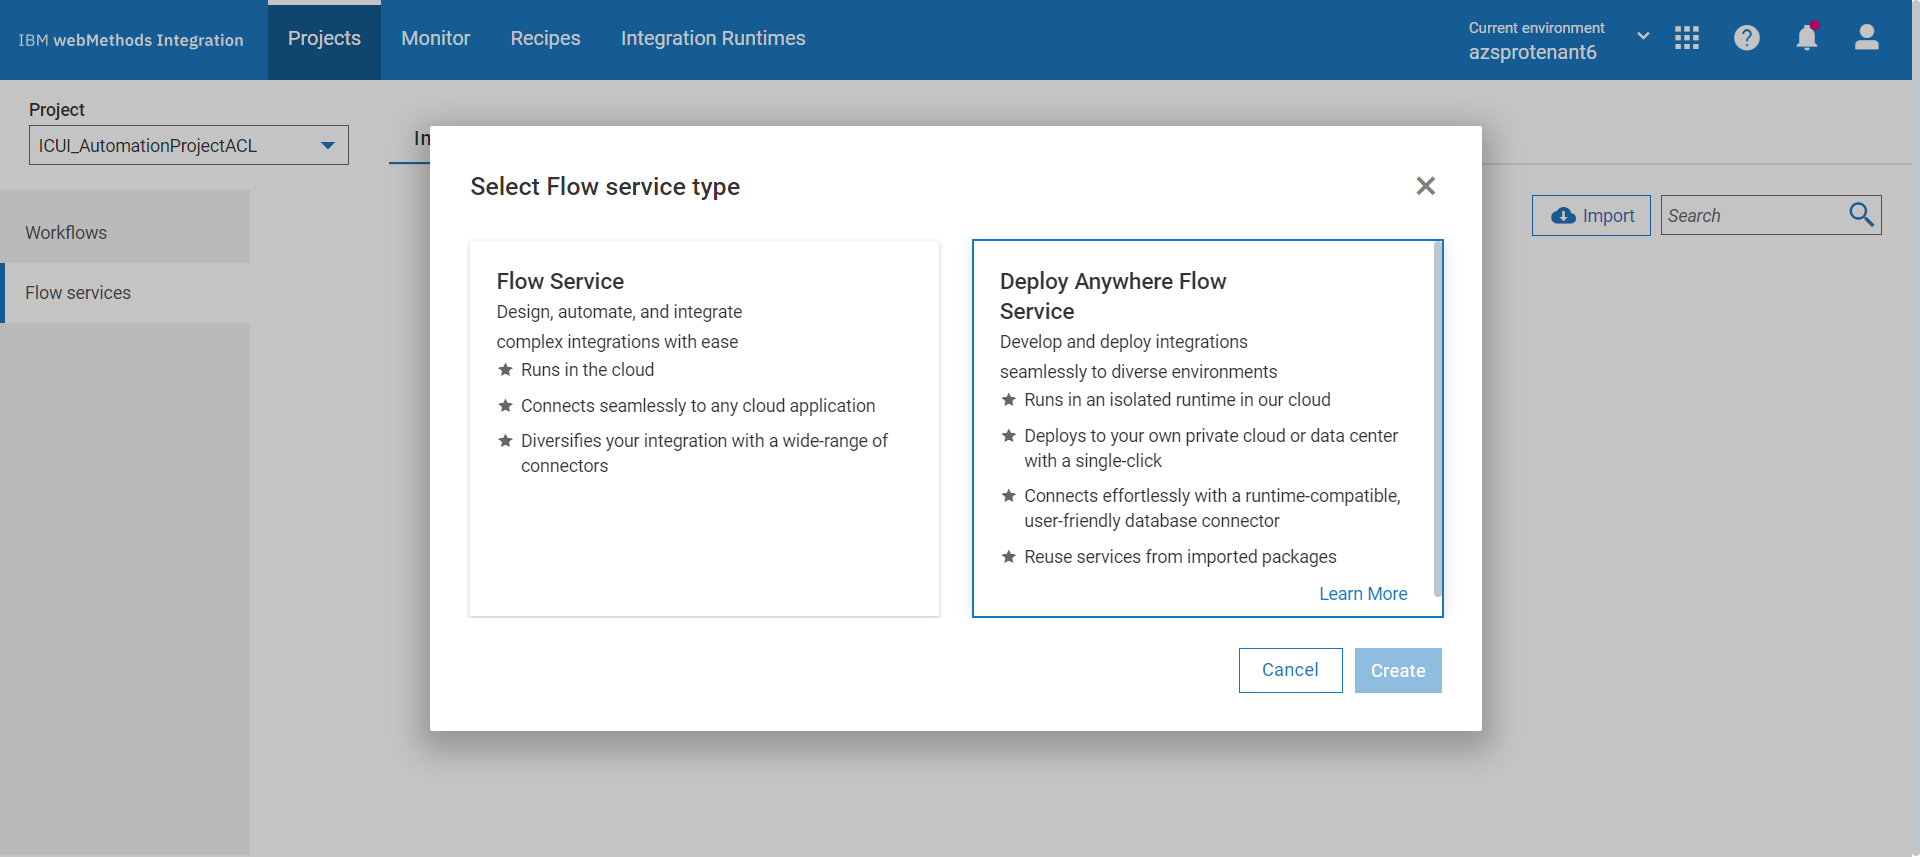 IBM webMethods Integration
Projects
Monitor
Recipes
Integration Runtimes
Current environment
azsprotenant6
Project
ICUI_AutomationProjectACL
In
Workflows
Flow services
Import
Search
Select Flow service type
Flow Service
Design, automate, and integrate
complex integrations with ease
Runs in the cloud
Connects seamlessly to any cloud application
Diversifies your integration with a wide-range of
connectors
Deploy Anywhere Flow
Service
Develop and deploy integrations
seamlessly to diverse environments
Runs in an isolated runtime in our cloud
Deploys to your own private cloud or data center
with a single-click
Connects effortlessly with a runtime-compatible,
user-friendly database connector
Reuse services from imported packages
Learn More
Cancel
Create